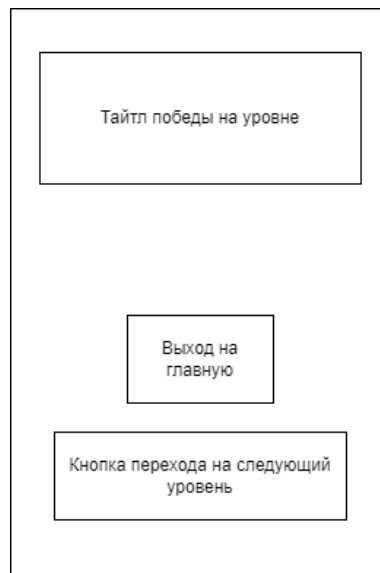 Тайтл победы на уровне
Выход на
главную
Кнопка перехода на следующий
уровень